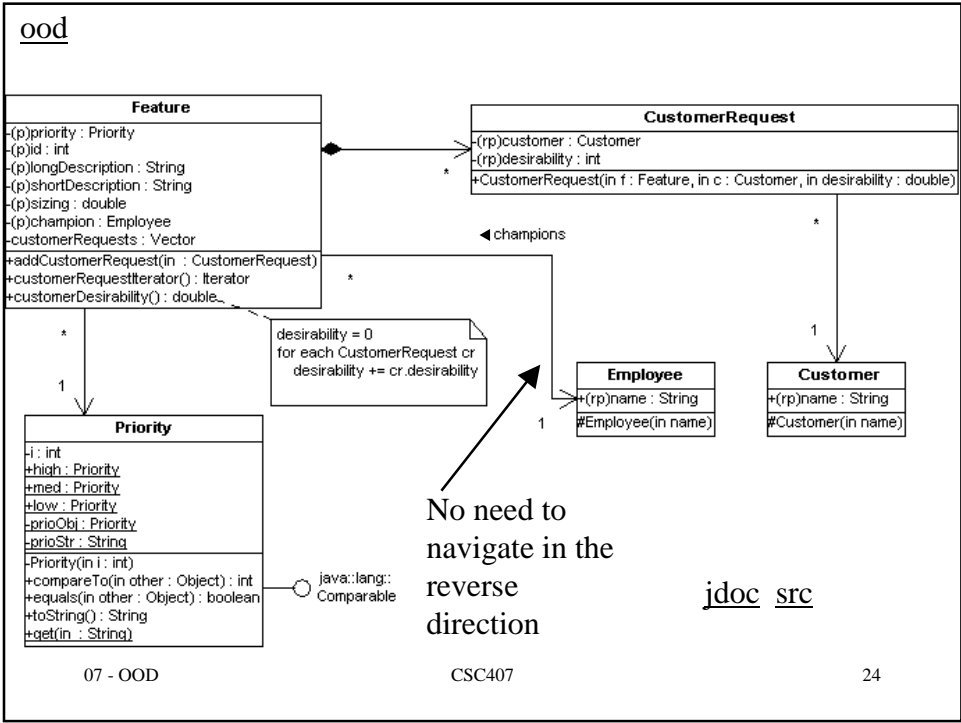 ood
Feature
-(p)priority : Priority
-(p)id : int
-(p)longDescription : String
-(p)shortDescription : String
-(p)sizing : double
-(p)champion : Employee
-customerRequests : Vector
+addCustomerRequest(in : CustomerRequest)
+customerRequestIterator() : Iterator
+customerDesirability() : double
*
CustomerRequest
-(rp)customer : Customer
-(rp)desirability : int
+CustomerRequest(in f : Feature, in c : Customer, in desirability : double)
◄ champions
*
*
*
1
desirability = 0
for each CustomerRequest cr
desirability += cr.desirability
1
Employee
+(rp)name : String
#Employee(in name)
1
Customer
+(rp)name : String
#Customer(in name)
1
Priority
-i : int
+high : Priority
+med : Priority
+low : Priority
-prioObj : Priority
-prioStr : String
-Priority(in i : int)
+compareTo(in other : Object) : int
+equals(in other : Object) : boolean
+toString() : String
+get(in : String)
java::lang::
Comparable
No need to
navigate in the
reverse
direction
jdoc src
07 - OOD CSC407 24